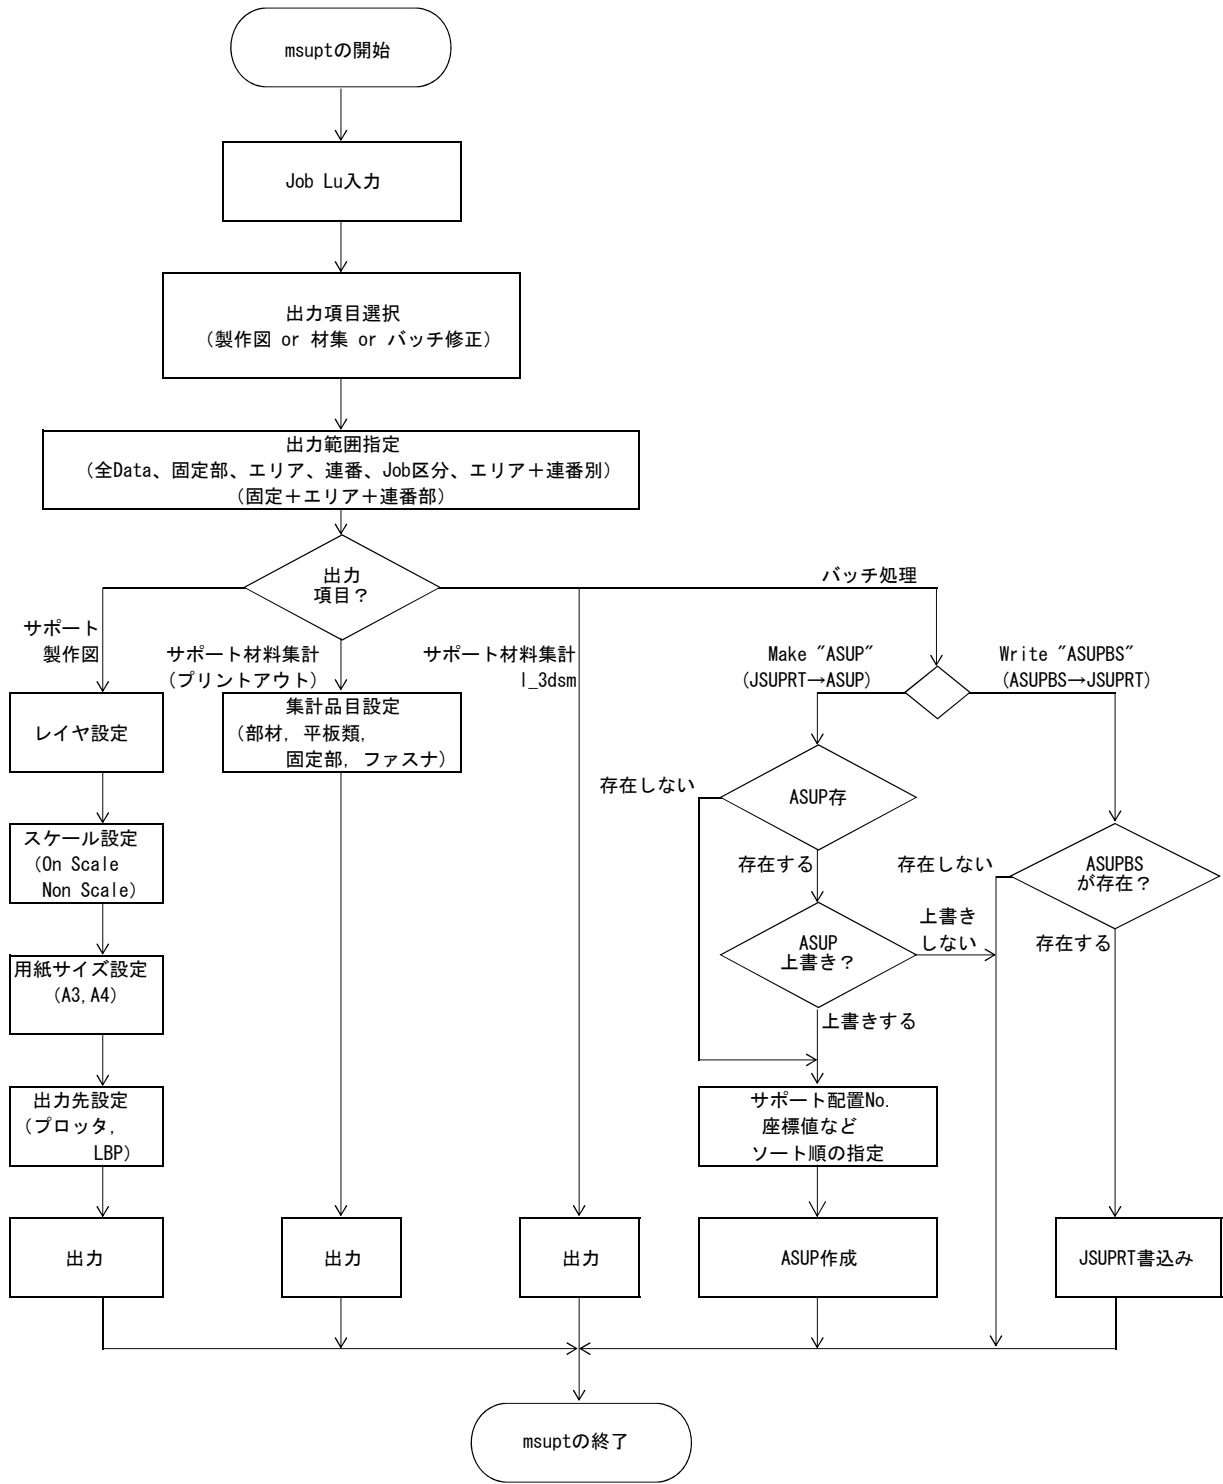 msuptの開始
Job Lu入力
出力項目選択
(製作図 or 材集 or バッチ修正)
出力範囲指定
(全Data、固定部、エリア、連番、Job区分、エリア＋連番別)
(固定＋エリア＋連番部)
出力
項目？
バッチ処理
サポート
製作図
サポート材料集計
(プリントアウト)
サポート材料集計
l_3dsm
Make "ASUP"
(JSUPRT→ASUP)
Write "ASUPBS"
(ASUPBS→JSUPRT)
レイヤ設定
集計品目設定
(部材, 平板類,
固定部, ファスナ)
存在しない
ASUP存
スケール設定
(On Scale
Non Scale)
存在する
存在しない
ASUPBS
が存在？
用紙サイズ設定
(A3,A4)
ASUP
上書き？
上書き
しない
存在する
上書きする
出力先設定
(プロッタ,
LBP)
サポート配置No.
座標値など
ソート順の指定
出力
出力
出力
ASUP作成
JSUPRT書込み
msuptの終了